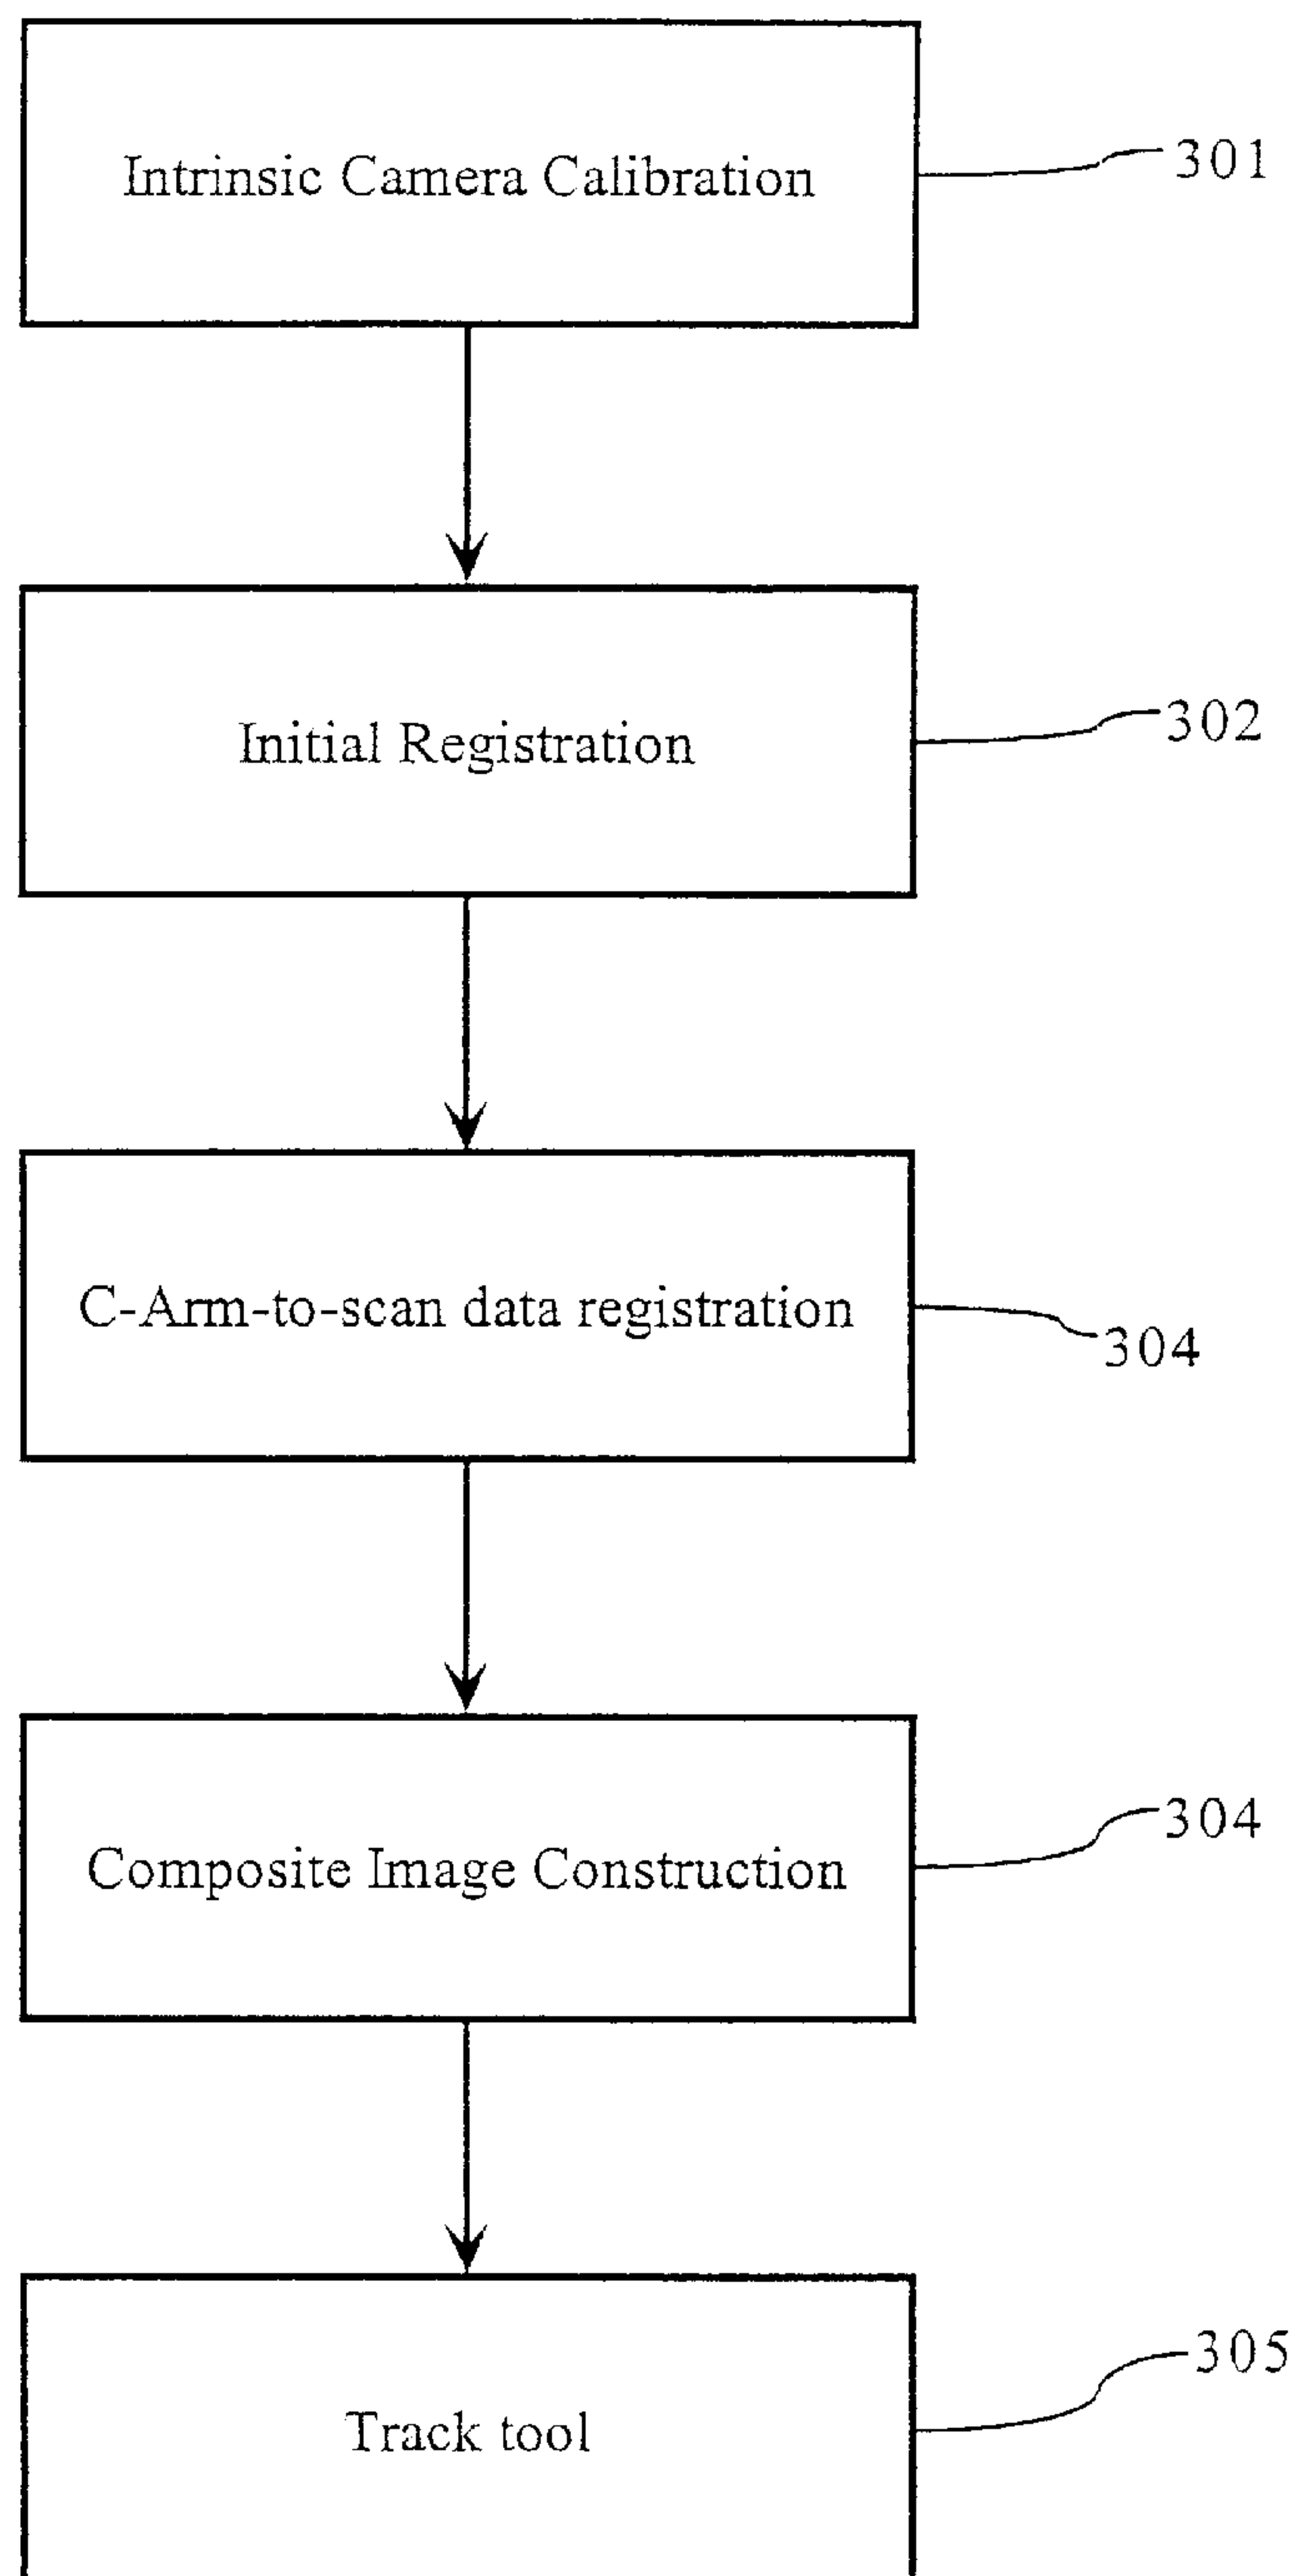 Intrinsic Camera Calibration
301
Initial Registration
302
C-Arm-to-scan data registration
304
Composite Image Construction
304
Track tool
305